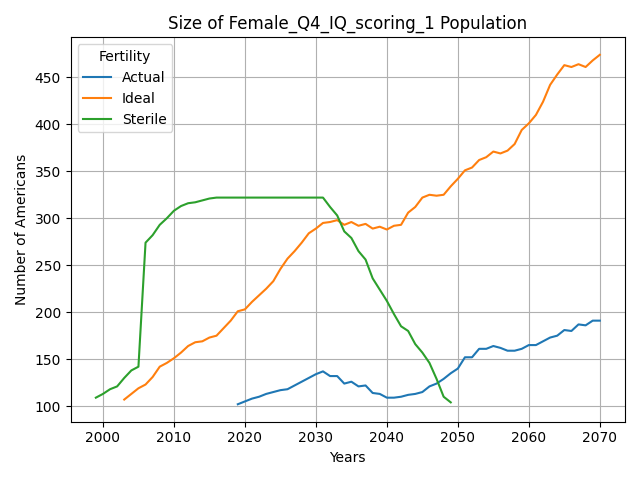 Size of Female_Q4_IQ_scoring_1 Population
Fertility
Actual
Ideal
Sterile
Number of Americans
450
400
350
300
250
200
150
100
2000
2010
2020
2030
2040
2050
2060
2070
Years